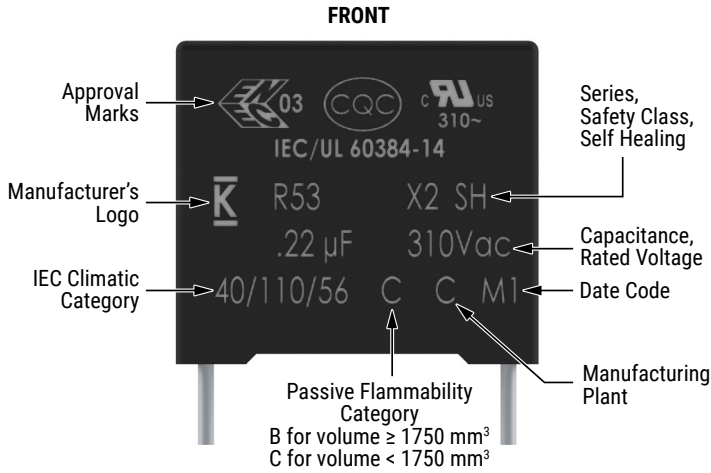 FRONT
Approval
Marks
03
CQC
c RU US
310~
IEC/UL 60384-14
Series,
Safety Class,
Self Healing
Manufacturer's
Logo
K R53 X2 SH
.22 µF 310Vac
Capacitance,
Rated Voltage
IEC Climatic
Category
40/110/56 C C M1
Date Code
Manufacturing
Plant
Passive Flammability
Category
B for volume ≥ 1750 mm³
C for volume < 1750 mm³